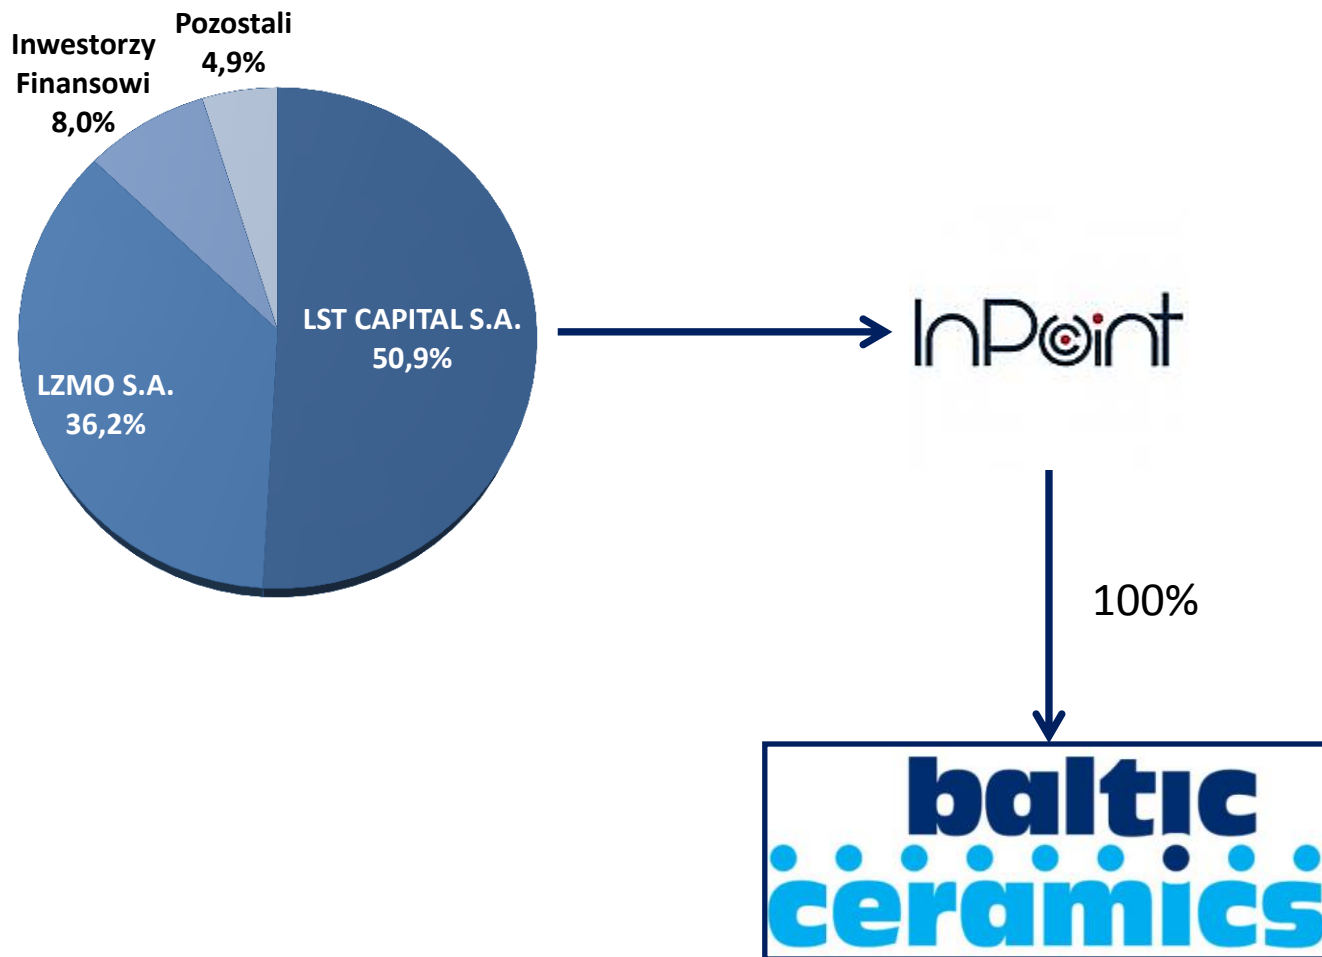 Pozostali
4,9%
Inwestorzy
Finansowi
8,0%
LST CAPITAL S.A.
50,9%
LZMO S.A.
36,2%
InPoint
100%
baltic
ceramics